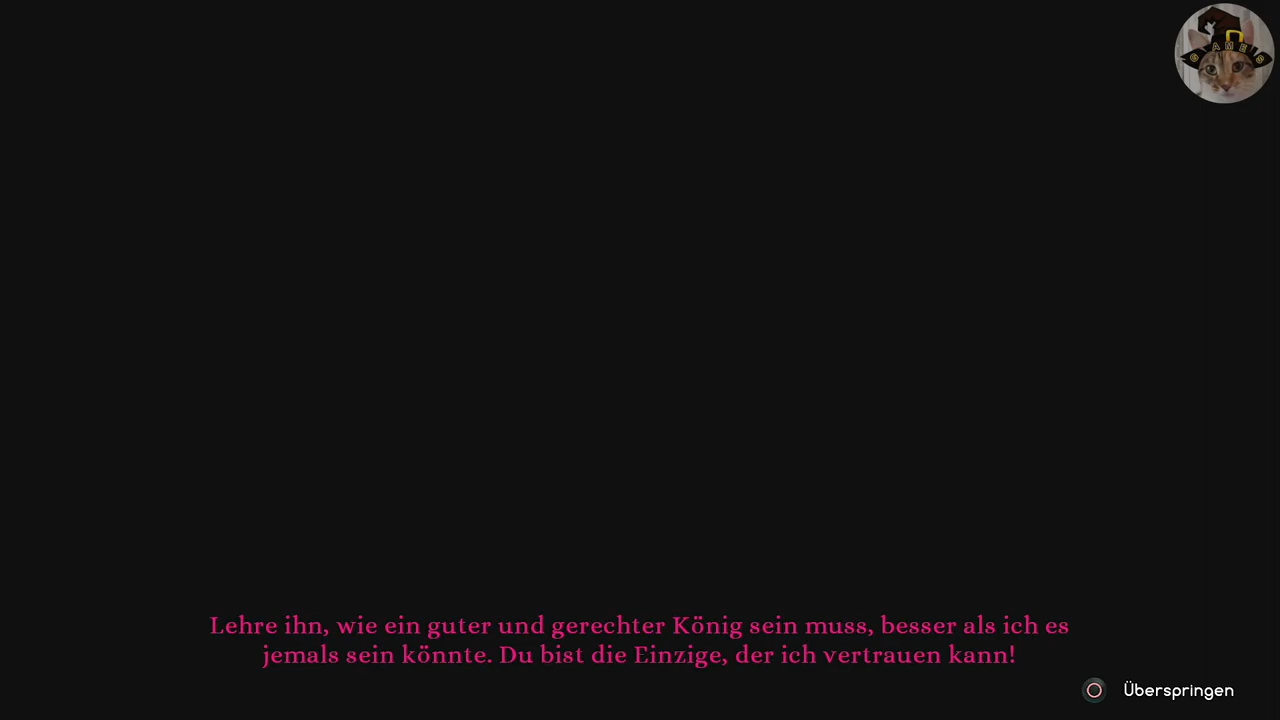 GAMES
Lehre ihn, wie ein guter und gerechter König sein muss, besser als ich es
jemals sein könnte. Du bist die Einzige, der ich vertrauen kann!
Überspringen